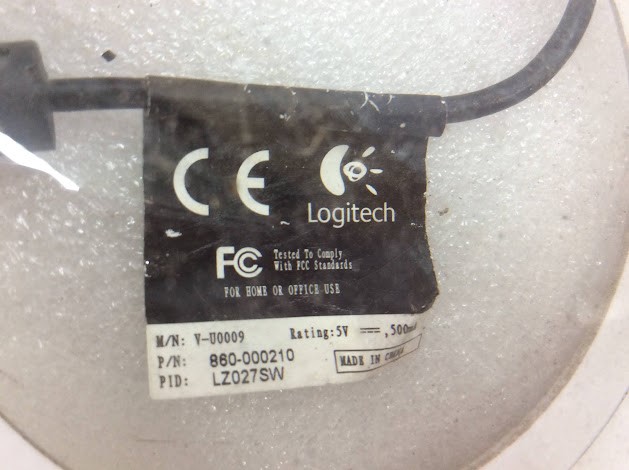 CE
Logitech
FC Tested To Comply
With FCC Standards
FOR HOME OR OFFICE USE
M/N: V-U0009 Rating:5V ⎓,500mA
P/N: 860-000210
MADE IN CHINA
PID: LZ027SW